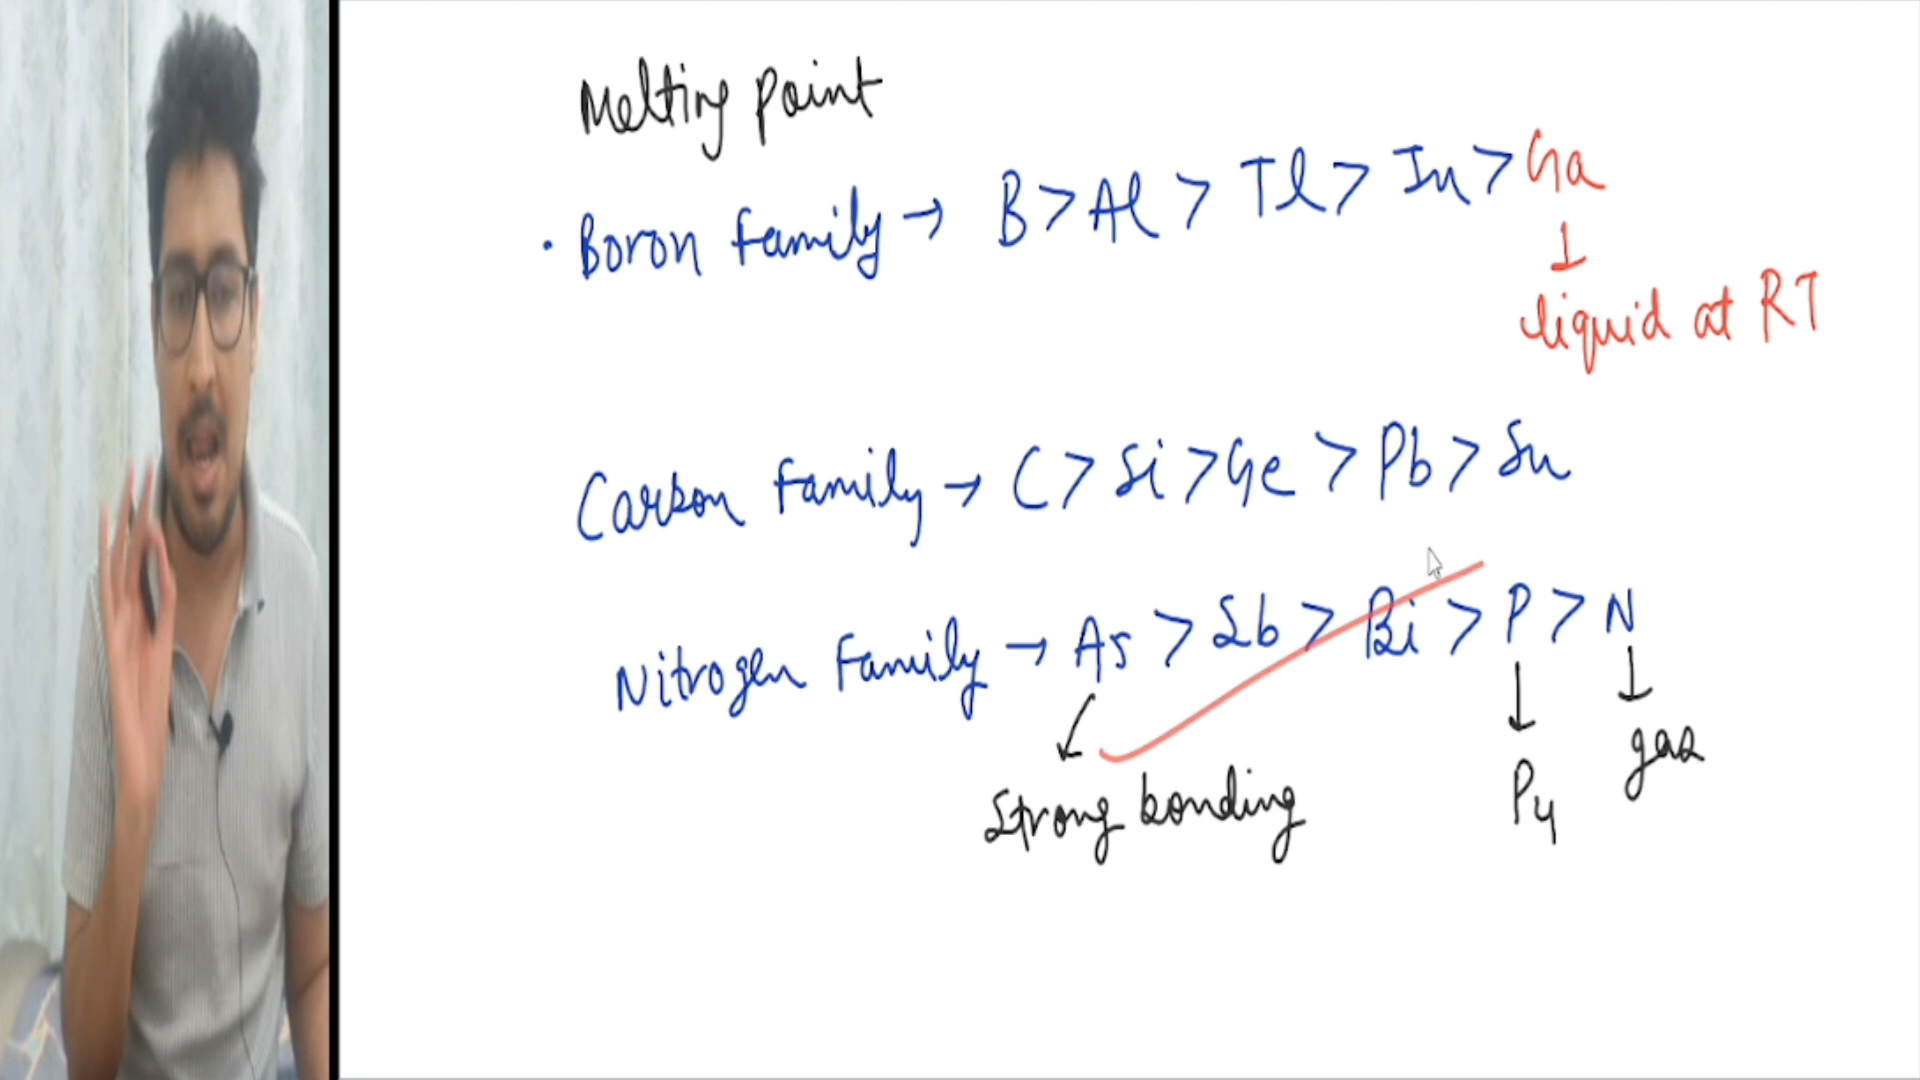 Melting point
· Boron family → B > Al > Tl > In > Ga
↓
liquid at RT
Carbon family → C > Si > Ge > Pb > Sn
Nitrogen family → As > Sb > Bi > P > N
Strong bonding
P4
gas